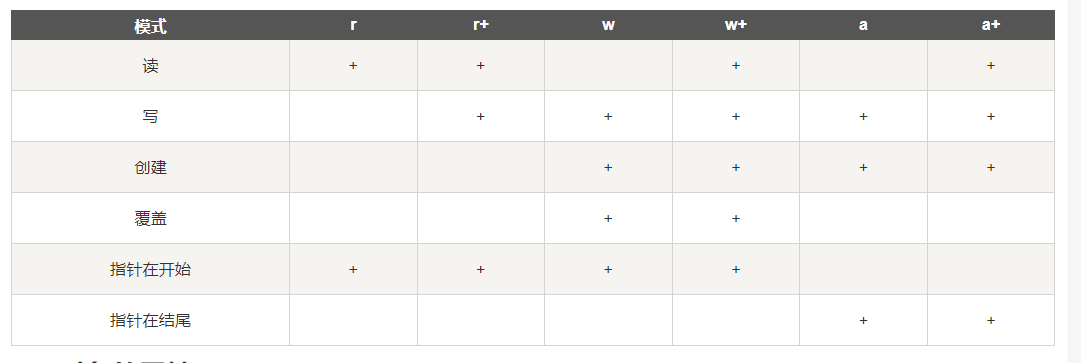 模式 r r+ w w+ a a+
读 + + + +
写 + + + + +
创建 + + + +
覆盖 + +
指针在开始 + + + +
指针在结尾 + +